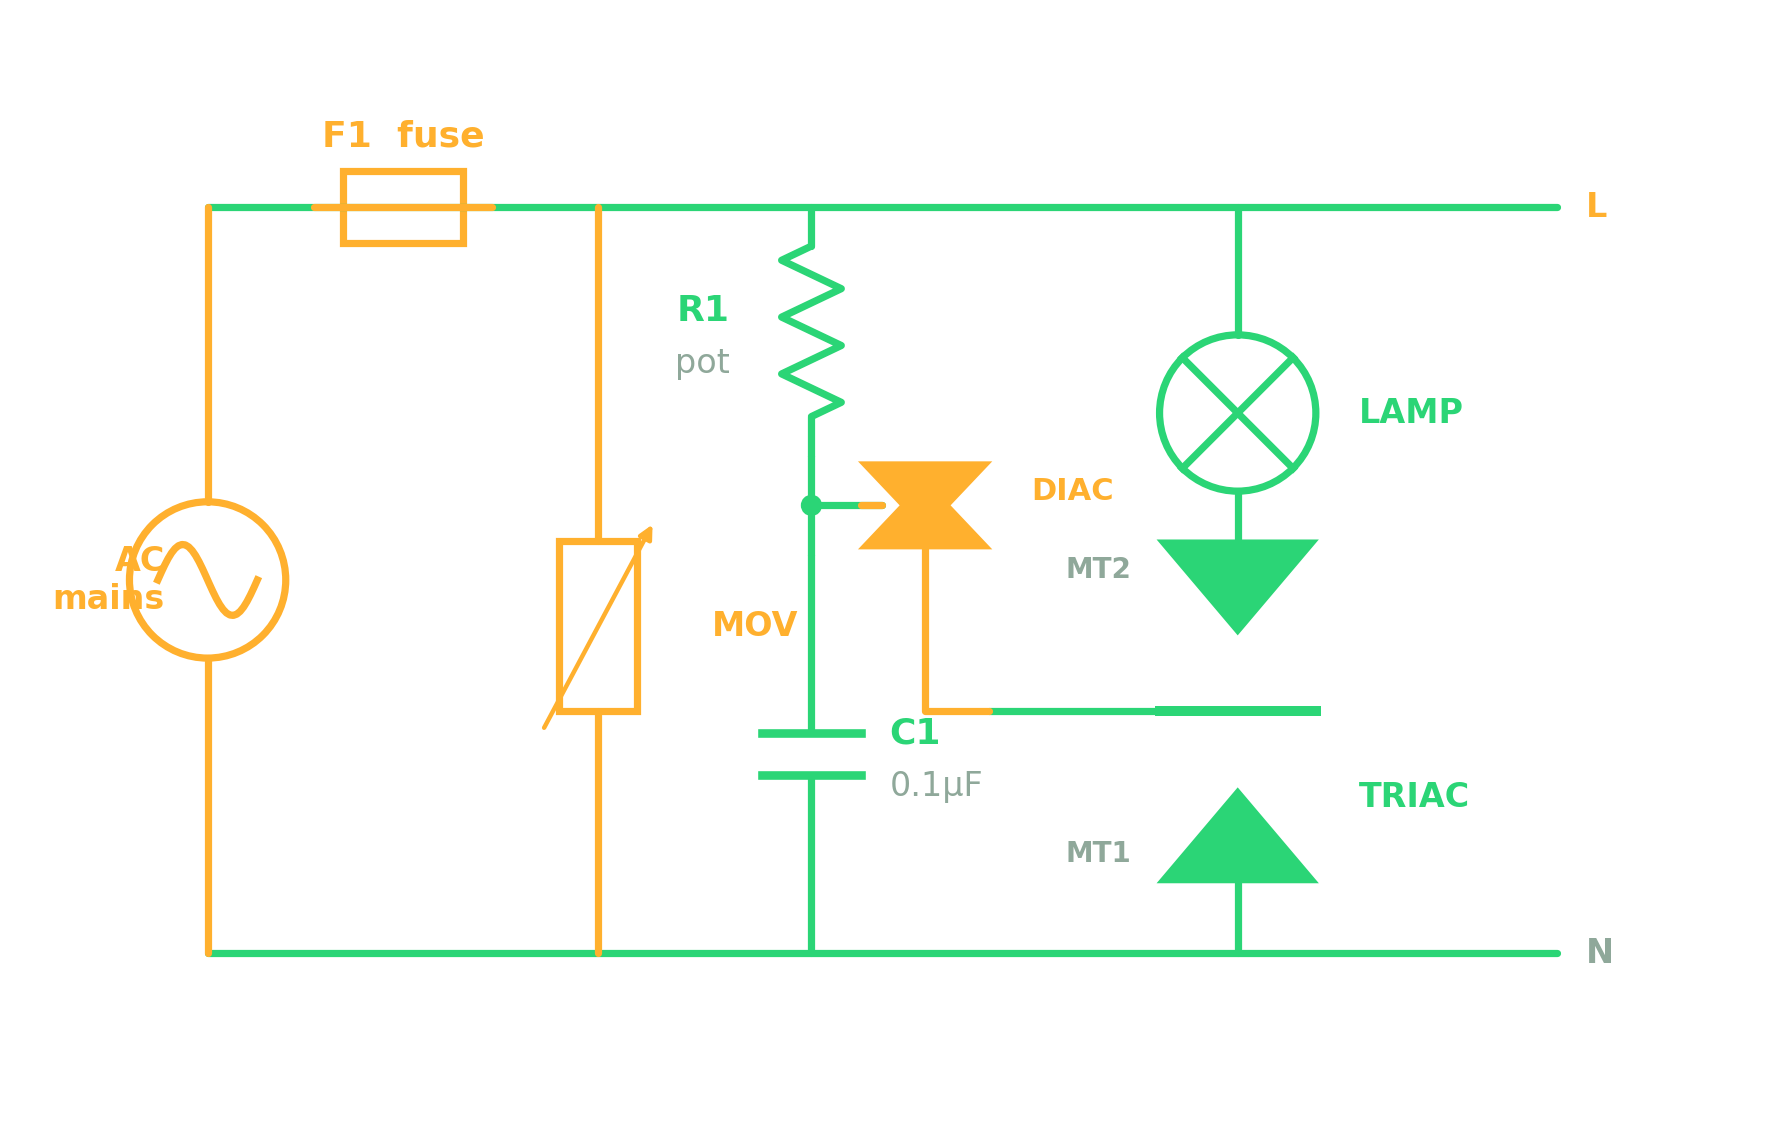 F1 fuse
L
R1
pot
LAMP
DIAC
AC
mains
MT2
MOV
C1
0.1µF
TRIAC
MT1
N